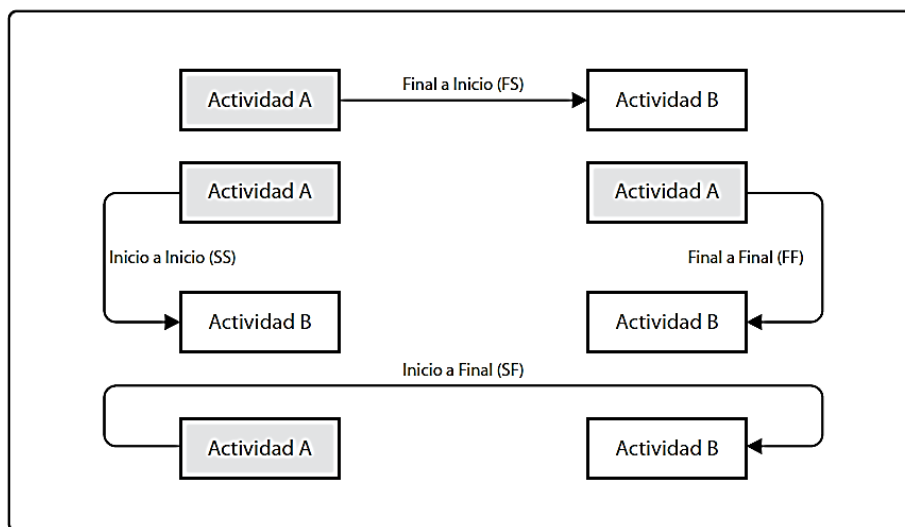 Actividad A
Final a Inicio (FS)
Actividad B
Actividad A
Inicio a Inicio (SS)
Actividad B
Actividad A
Final a Final (FF)
Actividad B
Inicio a Final (SF)
Actividad A
Actividad B